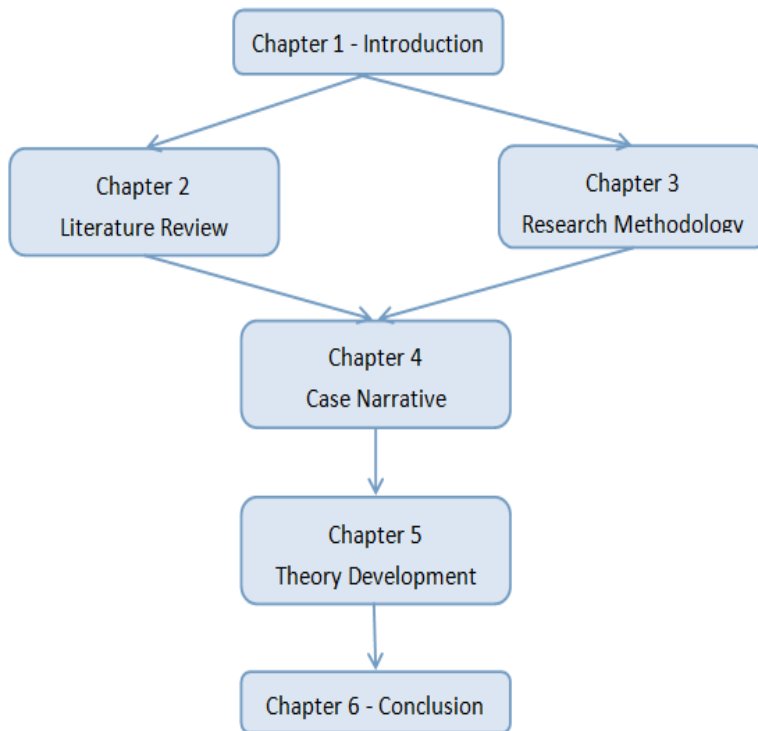 Chapter 1 - Introduction
Chapter 2
Literature Review
Chapter 3
Research Methodology
Chapter 4
Case Narrative
Chapter 5
Theory Development
Chapter 6 - Conclusion